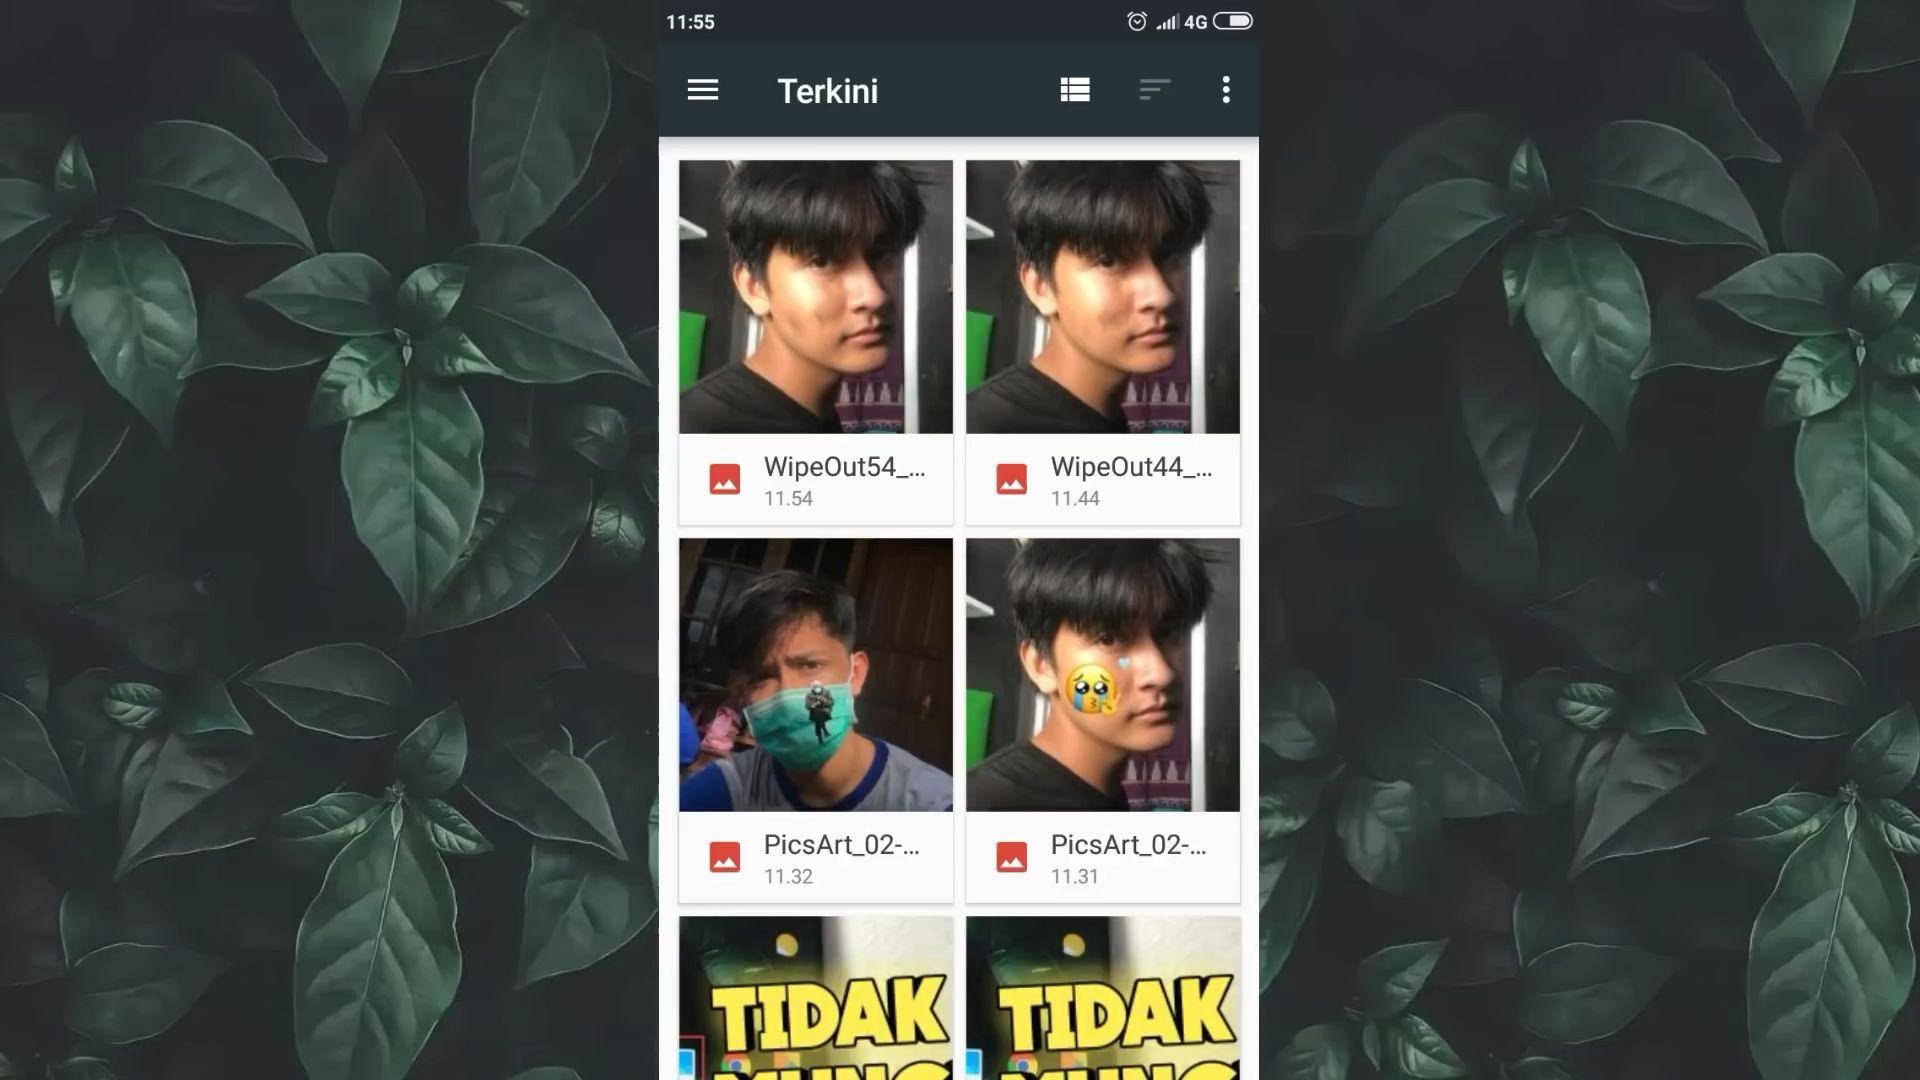 11:55
4G
Terkini
WipeOut54_...
11.54
WipeOut44_...
11.44
PicsArt_02-...
11.32
PicsArt_02-...
11.31
TIDAK
TIDAK